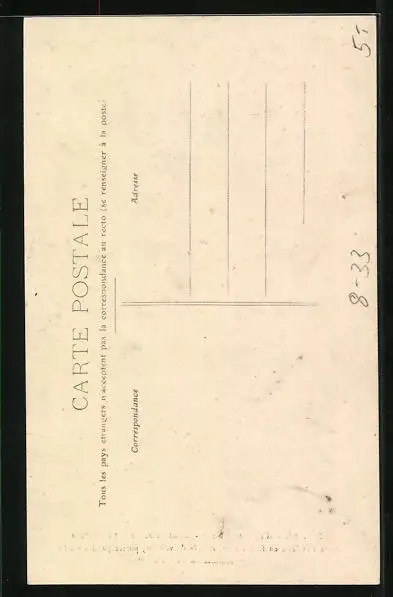 CARTE POSTALE
Tous les pays étrangers n'acceptent pas la correspondance au recto (se renseigner à la poste)
Correspondance
Adresse
8-33
5-